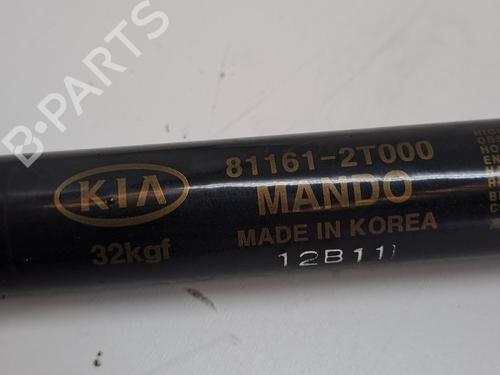 B-PARTS
KIA
32kgf
81161-2T000
MANDO
MADE IN KOREA
12B11